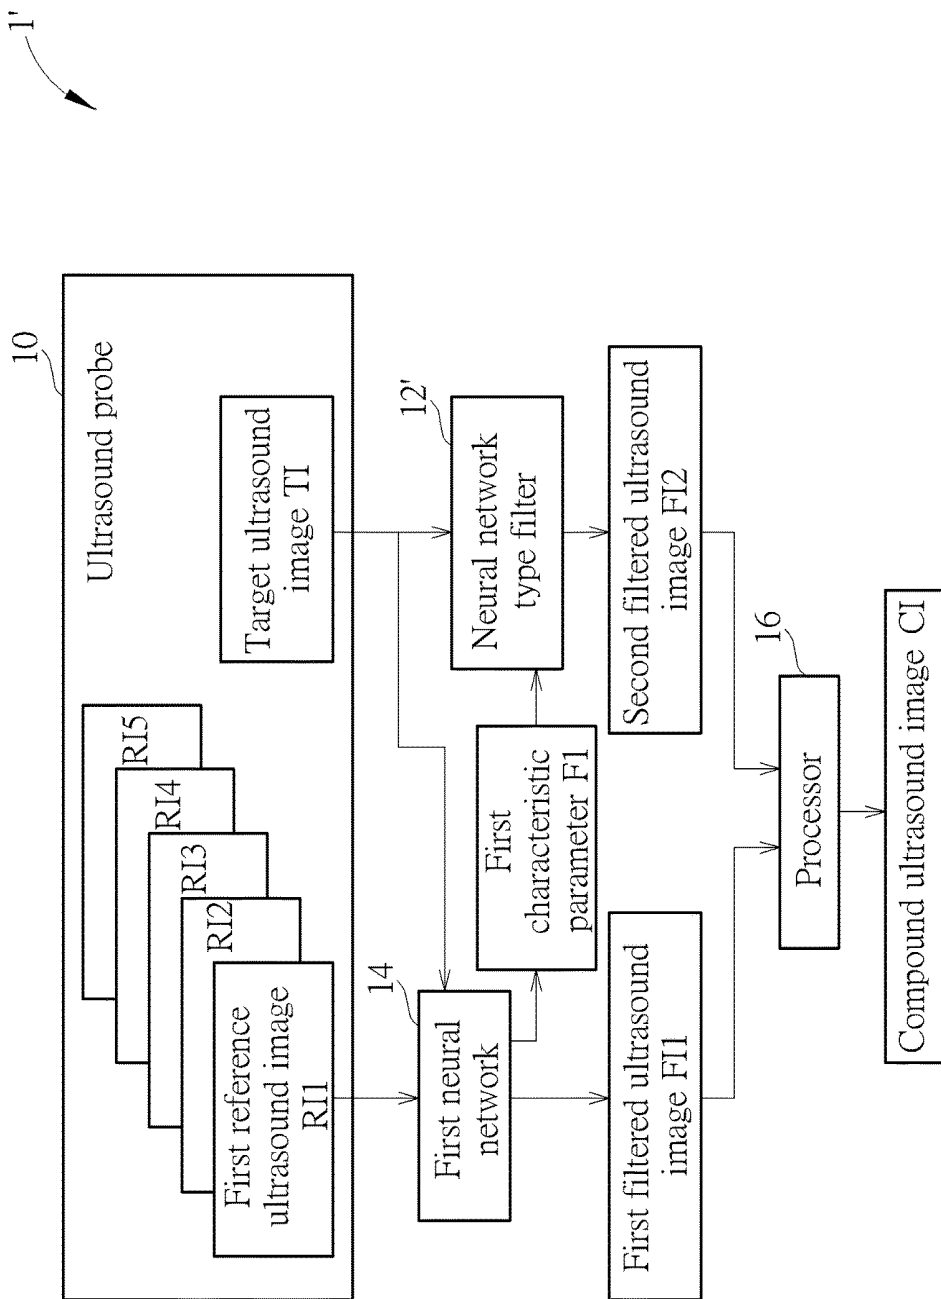 1'
10
Ultrasound probe
RI5
RI4
RI3
RI2
First reference
ultrasound image
RI1
Target ultrasound
image TI
14
First neural
network
12'
Neural network
type filter
First
characteristic
parameter F1
First filtered ultrasound
image FI1
Second filtered ultrasound
image FI2
16
Processor
Compound ultrasound image CI